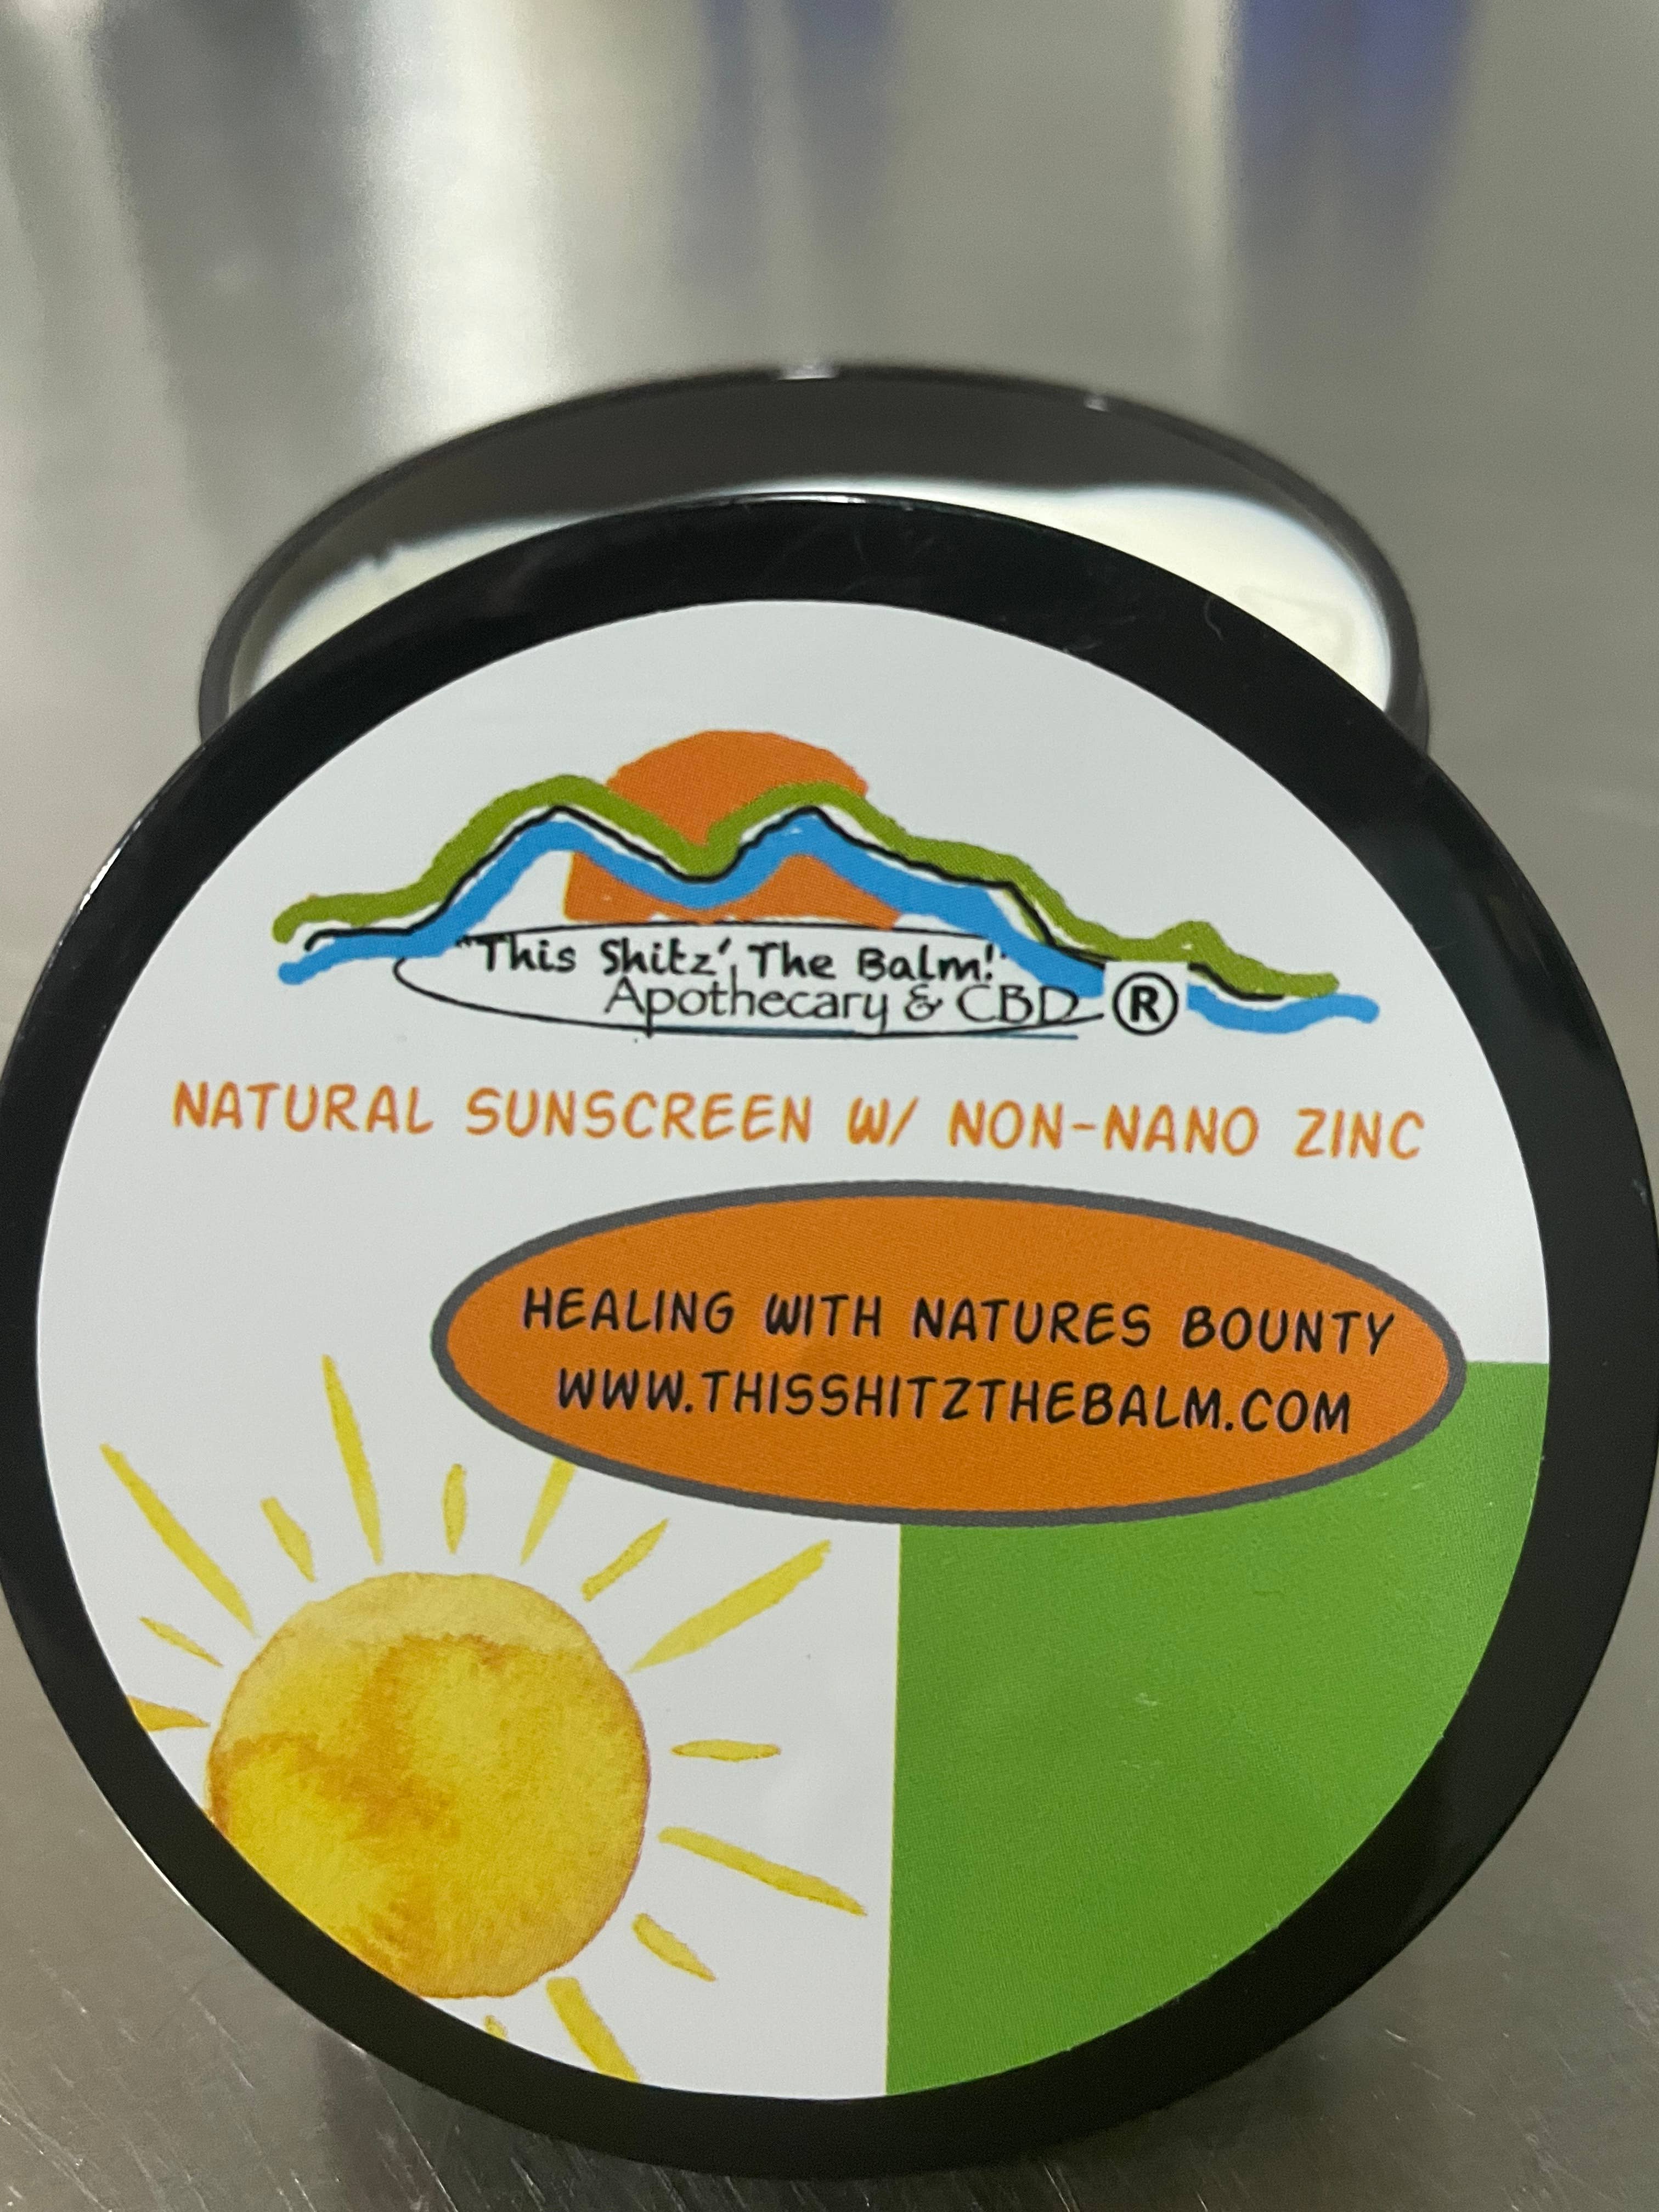 "This Shitz', The Balm!"
Apothecary & CBD ®
NATURAL SUNSCREEN W/ NON-NANO ZINC
HEALING WITH NATURES BOUNTY
WWW.THISSHITZTHEBALM.COM